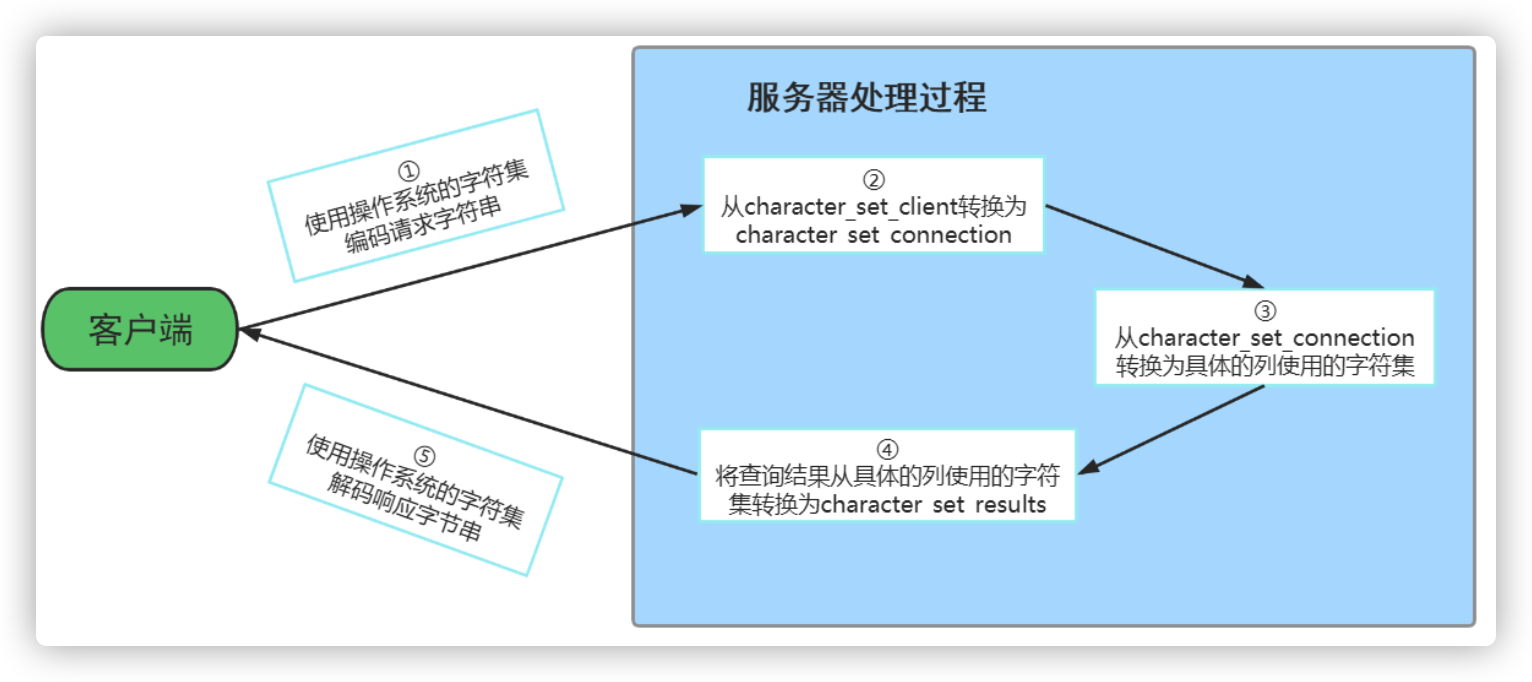 服务器处理过程
①
使用操作系统的字符集
编码请求字符串
②
从character_set_client转换为
character_set_connection
客户端
③
从character_set_connection
转换为具体的列使用的字符集
④
将查询结果从具体的列使用的字符
集转换为character_set_results
⑤
使用操作系统的字符集
解码响应字节串